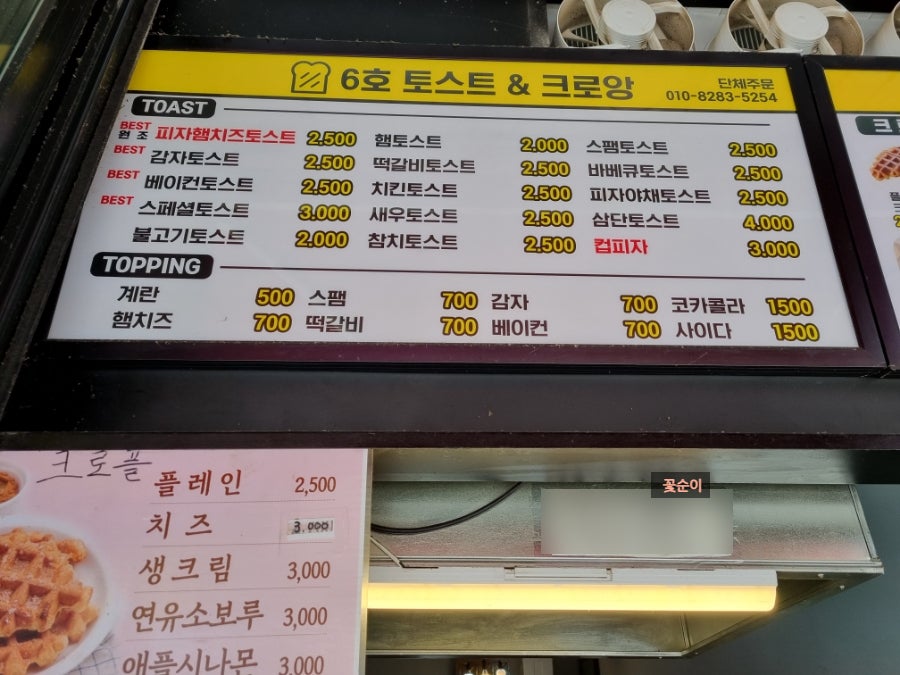 6호 토스트 & 크로앙
단체주문
010-8283-5254
TOAST
BEST 원조 피자햄치즈토스트 2.500 햄토스트 2.000 스팸토스트 2.500
BEST 감자토스트 2.500 떡갈비토스트 2.500 바베큐토스트 2.500
BEST 베이컨토스트 2.500 치킨토스트 2.500 피자야채토스트 2.500
BEST 스페셜토스트 3.000 새우토스트 2.500 삼단토스트 4.000
불고기토스트 2.000 참치토스트 2.500 컵피자 3.000
TOPPING
계란 500 스팸 700 감자 700 코카콜라 1500
햄치즈 700 떡갈비 700 베이컨 700 사이다 1500
크로플
플레인 2,500
치즈 3.000
생크림 3,000
연유소보루 3,000
애플시나몬 3,000
꽃순이